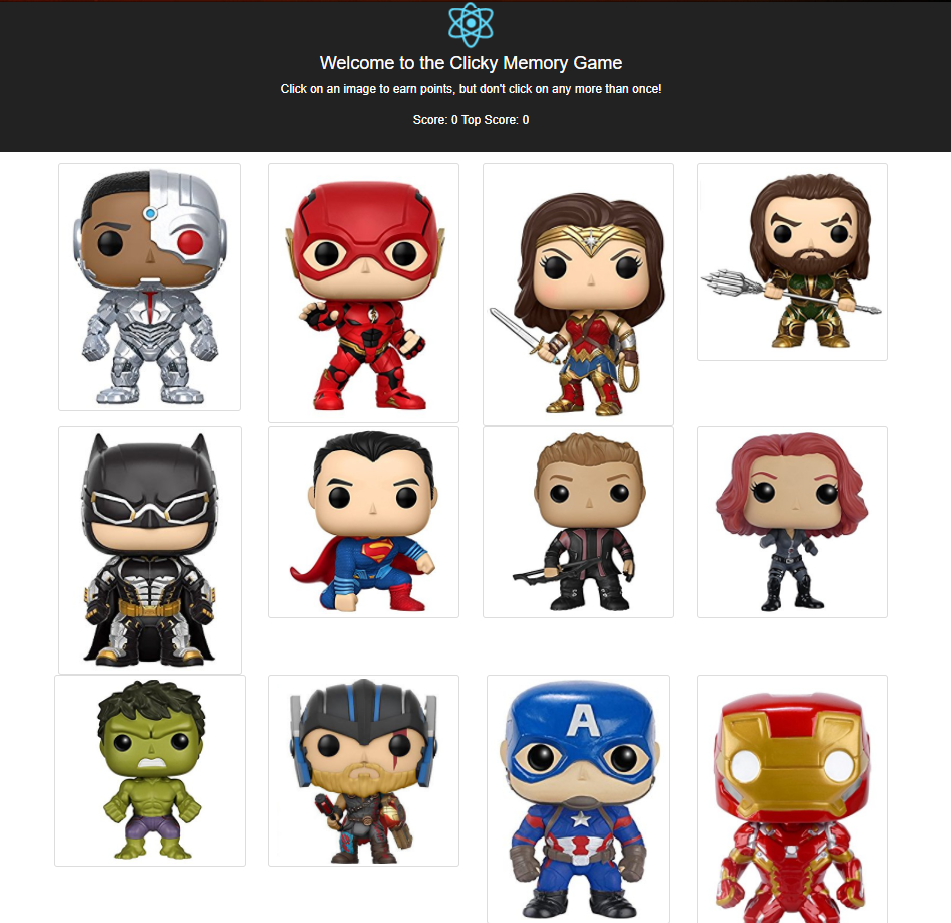 Welcome to the Clicky Memory Game
Click on an image to earn points, but don't click on any more than once!
Score: 0 Top Score: 0
A